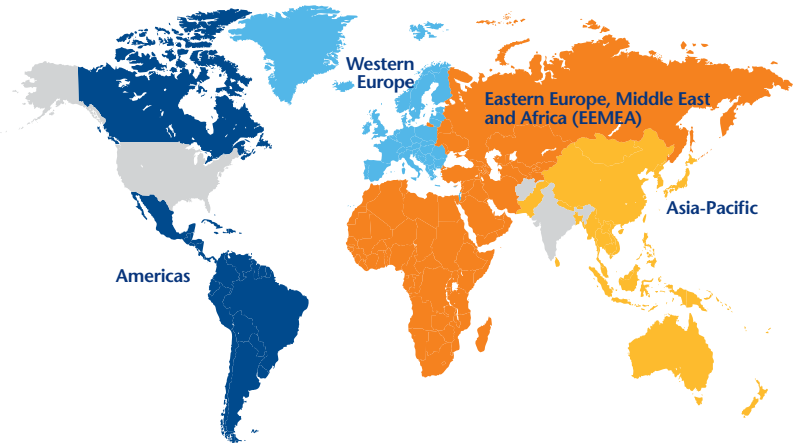 Western
Europe
Eastern Europe, Middle East
and Africa (EEMEA)
Asia-Pacific
Americas